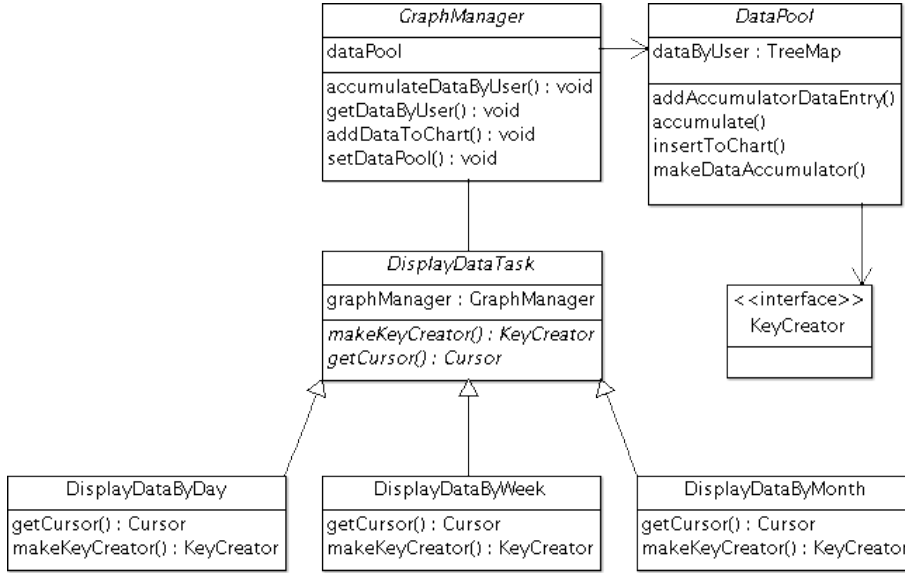 GraphManager
dataPool
accumulateDataByUser() : void
getDataByUser() : void
addDataToChart() : void
setDataPool() : void
DataPool
dataByUser : TreeMap
addAccumulatorDataEntry()
accumulate()
insertToChart()
makeDataAccumulator()
DisplayDataTask
graphManager : GraphManager
makeKeyCreator() : KeyCreator
getCursor() : Cursor
<<interface>>
KeyCreator
DisplayDataByDay
getCursor() : Cursor
makeKeyCreator() : KeyCreator
DisplayDataByWeek
getCursor() : Cursor
makeKeyCreator() : KeyCreator
DisplayDataByMonth
getCursor() : Cursor
makeKeyCreator() : KeyCreator